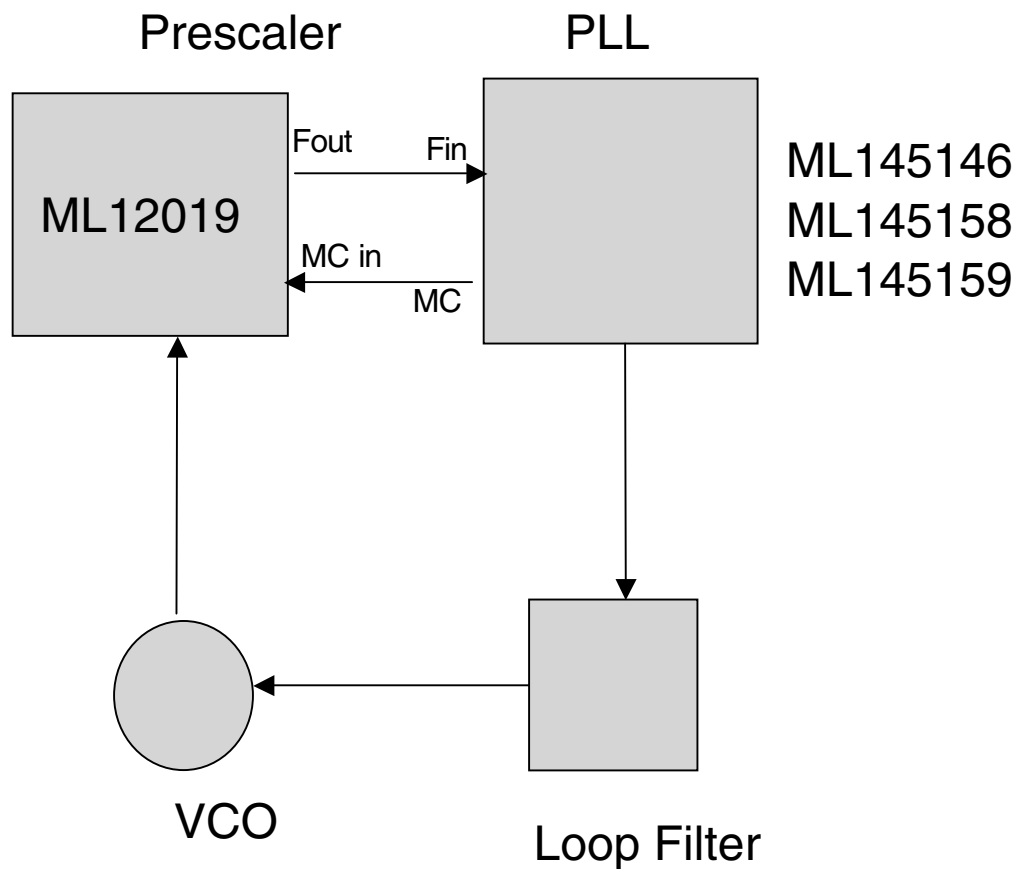 Prescaler
PLL
Fout
Fin
ML12019
MC in
MC
ML145146
ML145158
ML145159
VCO
Loop Filter